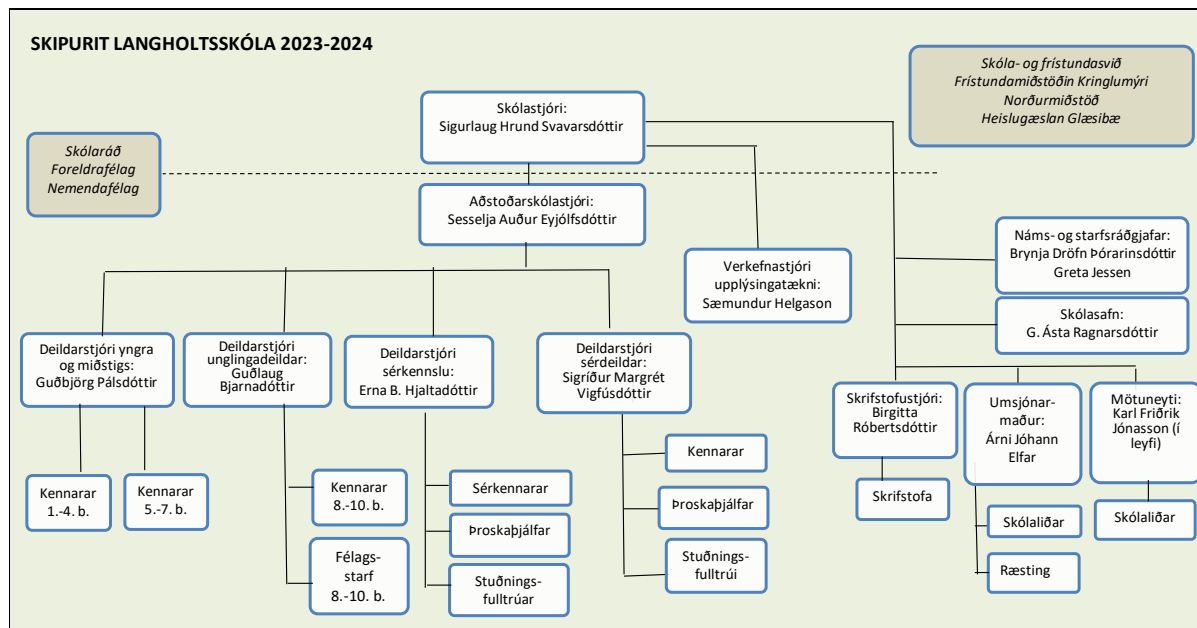 SKIPURIT LANGHOLTSSKÓLA 2023-2024
Skóla- og frístundasvið
Frístundamiðstöðin Kringlumýri
Norðurmiðstöð
Heislugæslan Glæsibæ
Skólastjóri:
Sigurlaug Hrund Svavarsdóttir
Skólaráð
Foreldrafélag
Nemendafélag
Aðstoðarskólastjóri:
Sesselja Auður Eyjólfsdóttir
Verkefnastjóri
upplýsingatækni:
Sæmundur Helgason
Náms- og starfsráðgjafar:
Brynja Dröfn Þórarinsdóttir
Greta Jessen
Skólasafn:
G. Ásta Ragnarsdóttir
Deildarstjóri yngra
og miðstigs:
Guðbjörg Pálsdóttir
Deildarstjóri
unglingadeildar:
Guðlaug
Bjarnadóttir
Deildarstjóri
sérkennslu:
Erna B. Hjaltadóttir
Deildarstjóri
sérdeildar:
Sigríður Margrét
Vigfúsdóttir
Skrifstofustjóri:
Birgitta
Róbertsdóttir
Umsjónar-
maður:
Árni Jóhann
Elfar
Mötuneyti:
Karl Friðrik
Jónasson (í
leyfi)
Kennarar
1.-4. b.
Kennarar
5.-7. b.
Kennarar
8.-10. b.
Félags-
starf
8.-10. b.
Sérkennarar
Þroskaþjálfar
Stuðnings-
fulltrúar
Kennarar
Þroskaþjálfar
Stuðnings-
fulltrúi
Skrifstofa
Skólaliðar
Ræsting
Skólaliðar